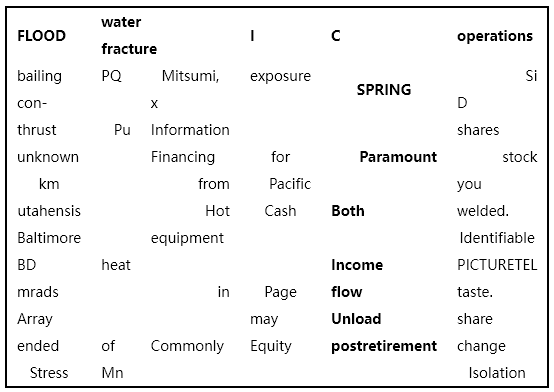 FLOOD water fracture I C operations
bailing PQ Mitsumi, exposure SPRING Si
con- x D
thrust Pu Information shares
unknown Financing for Paramount stock
km from Pacific you
utahensis Hot Cash Both welded.
Baltimore equipment Identifiable
BD heat Income PICTURETEL
mrads in Page flow taste.
Array may Unload share
ended of Commonly Equity postretirement change
Stress Mn Isolation